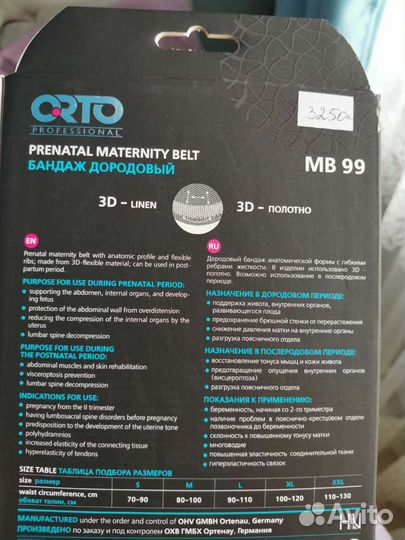 3250
ORTO
PROFESSIONAL
PRENATAL MATERNITY BELT
БАНДАЖ ДОРОДОВЫЙ
MB 99
3D – LINEN
3D – ПОЛОТНО
EN
Prenatal maternity belt with anatomic profile and flexible
ribs; made from 3D-flexible material; can be used in post-
partum period.
PURPOSE FOR USE DURING PRENATAL PERIOD:
• supporting the abdomen, internal organs, and develop-
ing fetus
• protection of the abdominal wall from overdistension
• reducing the compression of the internal organs by the
uterus
• lumbar spine decompression
PURPOSE FOR USE DURING
THE POSTNATAL PERIOD:
• abdominal muscles and skin rehabilitation
• visceroptosis prevention
• lumbar spine decompression
INDICATIONS FOR USE:
• pregnancy from the II trimester
• having lumbosacral spine disorders before pregnancy
• predisposition to the development of the uterine tone
• polyhydramnios
• increased elasticity of the connecting tissue
• hyperelasticity of tendons
RU
Дородовый бандаж анатомической формы с гибкими
ребрами жесткости. В изделии использовано 3D -
полотно. Возможно использование в послеродовом
периоде.
НАЗНАЧЕНИЕ В ДОРОДОВОМ ПЕРИОДЕ:
• поддержка живота, внутренних органов,
развивающегося плода
• предохранение брюшной стенки от перерастяжения
• снижение давления матки на внутренние органы
• разгрузка поясничного отдела
НАЗНАЧЕНИЕ В ПОСЛЕРОДОВОМ ПЕРИОДЕ:
• восстановление тонуса мышц и кожи живота
• предотвращение опущения внутренних органов
(висцероптоза)
• разгрузка поясничного отдела
ПОКАЗАНИЯ К ПРИМЕНЕНИЮ:
• беременность, начиная со 2-го триместра
• наличие проблем в пояснично-крестцовом отделе
позвоночника до беременности
• склонность к повышенному тонусу матки
• многоводие
• повышенная эластичность соединительной ткани
• гиперэластичность связок
SIZE TABLE ТАБЛИЦА ПОДБОРА РАЗМЕРОВ
size размер S M L XL XXL
waist circumference, cm
обхват талии, см 70–90 80–100 90–110 100–120 110–130
MANUFACTURED under the order and control of OHV GMBH Ortenau, Germany
ПРОИЗВЕДЕНО по заказу и под контролем ОХВ ГМБХ Ортенау, Германия
Avito